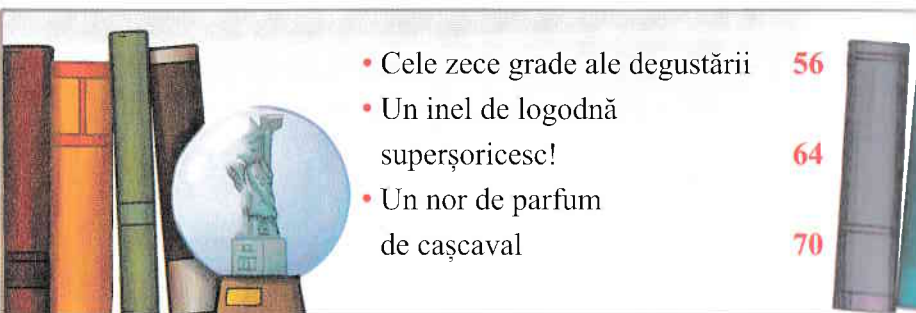 • Cele zece grade ale degustării 56
• Un inel de logodnă
superșoricesc! 64
• Un nor de parfum
de cașcaval 70